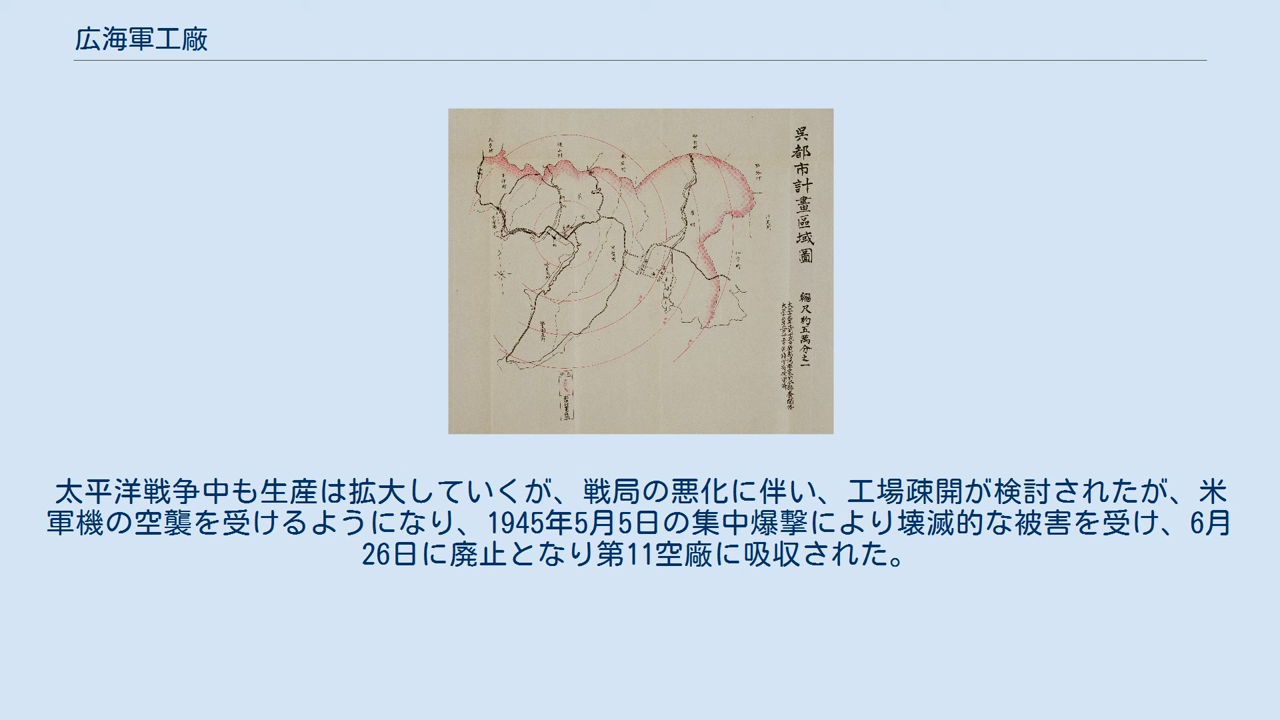 広海軍工廠
呉都市計畫區域圖
縮尺約五萬分之一
太平洋戦争中も生産は拡大していくが、戦局の悪化に伴い、工場疎開が検討されたが、米
軍機の空襲を受けるようになり、1945年5月5日の集中爆撃により壊滅的な被害を受け、6月
26日に廃止となり第11空廠に吸収された。